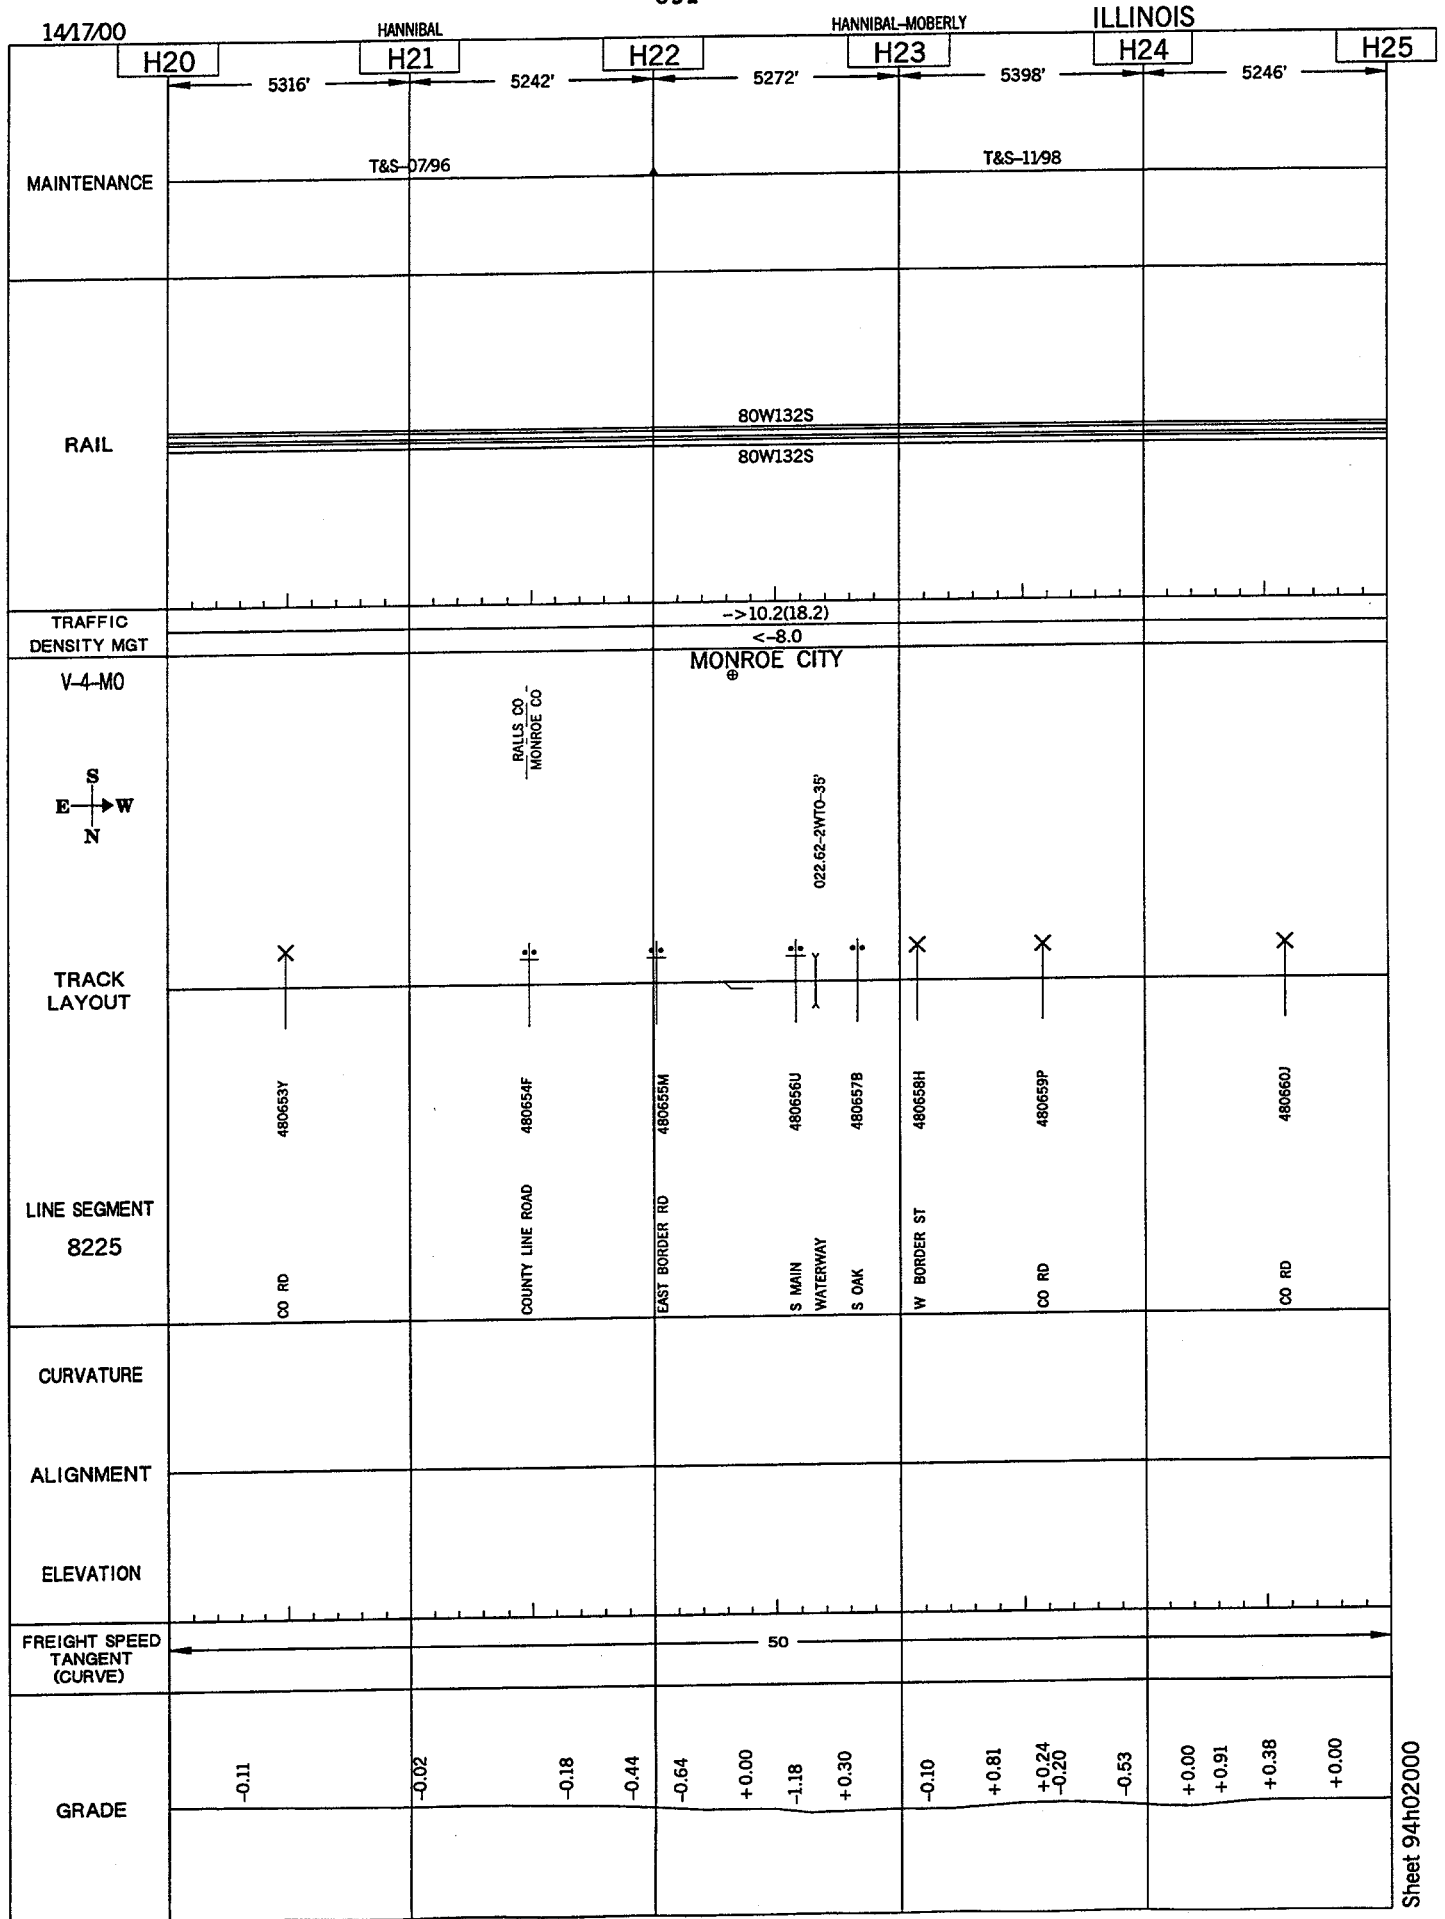 14/17/00 HANNIBAL HANNIBAL-MOBERLY ILLINOIS
H20 H21 H22 H23 H24 H25
5316' 5242' 5272' 5398' 5246'
T&S-07/96 T&S-11/98
MAINTENANCE
80W132S
RAIL
80W132S
TRAFFIC
DENSITY MGT
->10.2(18.2)
<-8.0
MONROE CITY
V-4-MO
RALLS CO
MONROE CO
S
E W
N
022.62-2WTO-35'
TRACK
LAYOUT
480653Y
480654F
480655M
480656U
480657B
480658H
480659P
480660J
LINE SEGMENT
8225
CO RD
COUNTY LINE ROAD
EAST BORDER RD
S MAIN
WATERWAY
S OAK
W BORDER ST
CO RD
CO RD
CURVATURE
ALIGNMENT
ELEVATION
FREIGHT SPEED
TANGENT
(CURVE)
50
GRADE
-0.11
-0.02
-0.18
-0.44
-0.64
+0.00
-1.18
+0.30
-0.10
+0.81
+0.24
-0.20
-0.53
+0.00
+0.91
+0.38
+0.00
Sheet 94h02000